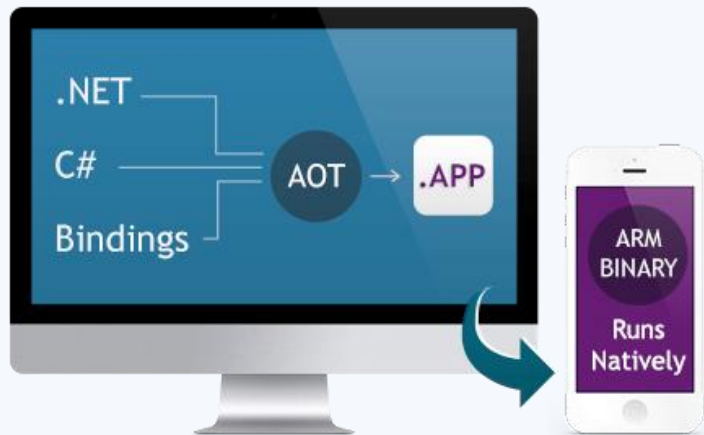 .NET
C#
Bindings
AOT
.APP
ARM
BINARY
Runs
Natively